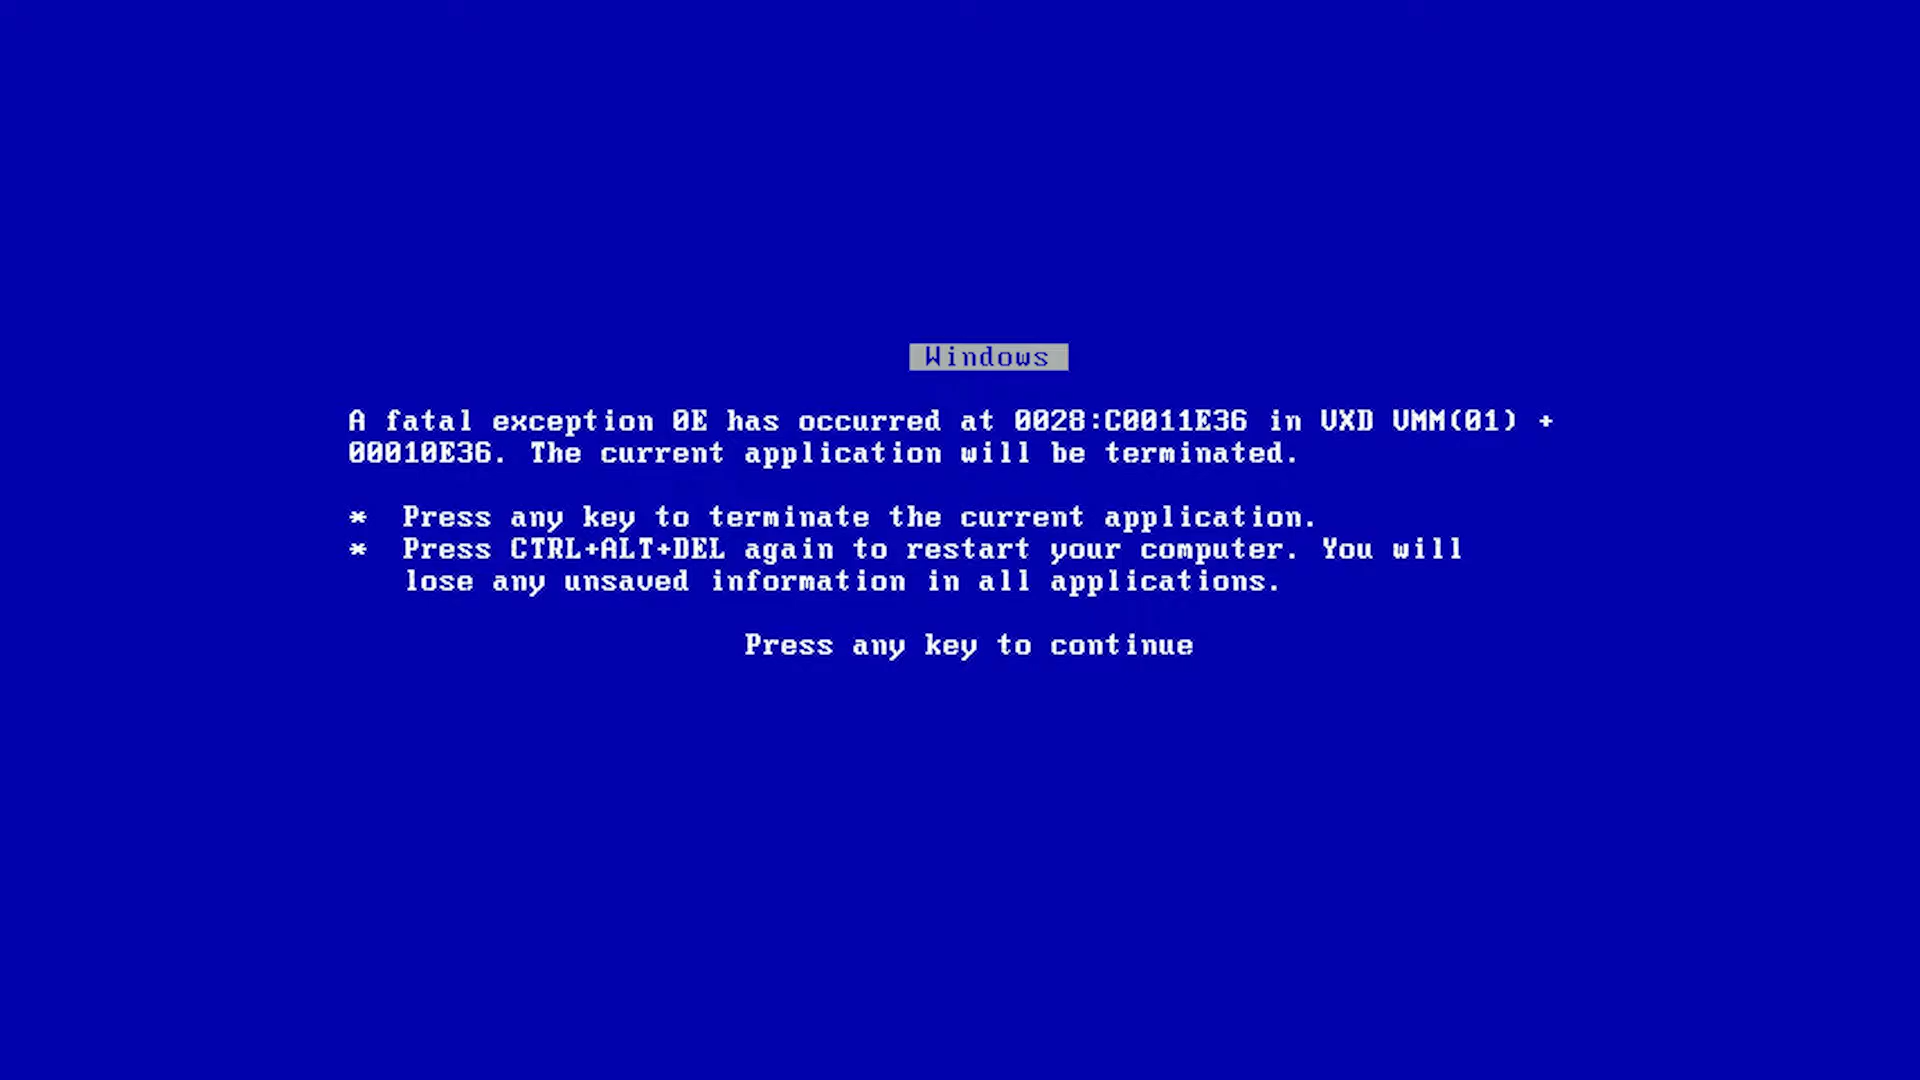 Windows
A fatal exception 0E has occurred at 0028:C0011E36 in VXD VMM(01) +
00010E36. The current application will be terminated.
* Press any key to terminate the current application.
* Press CTRL+ALT+DEL again to restart your computer. You will
lose any unsaved information in all applications.
Press any key to continue